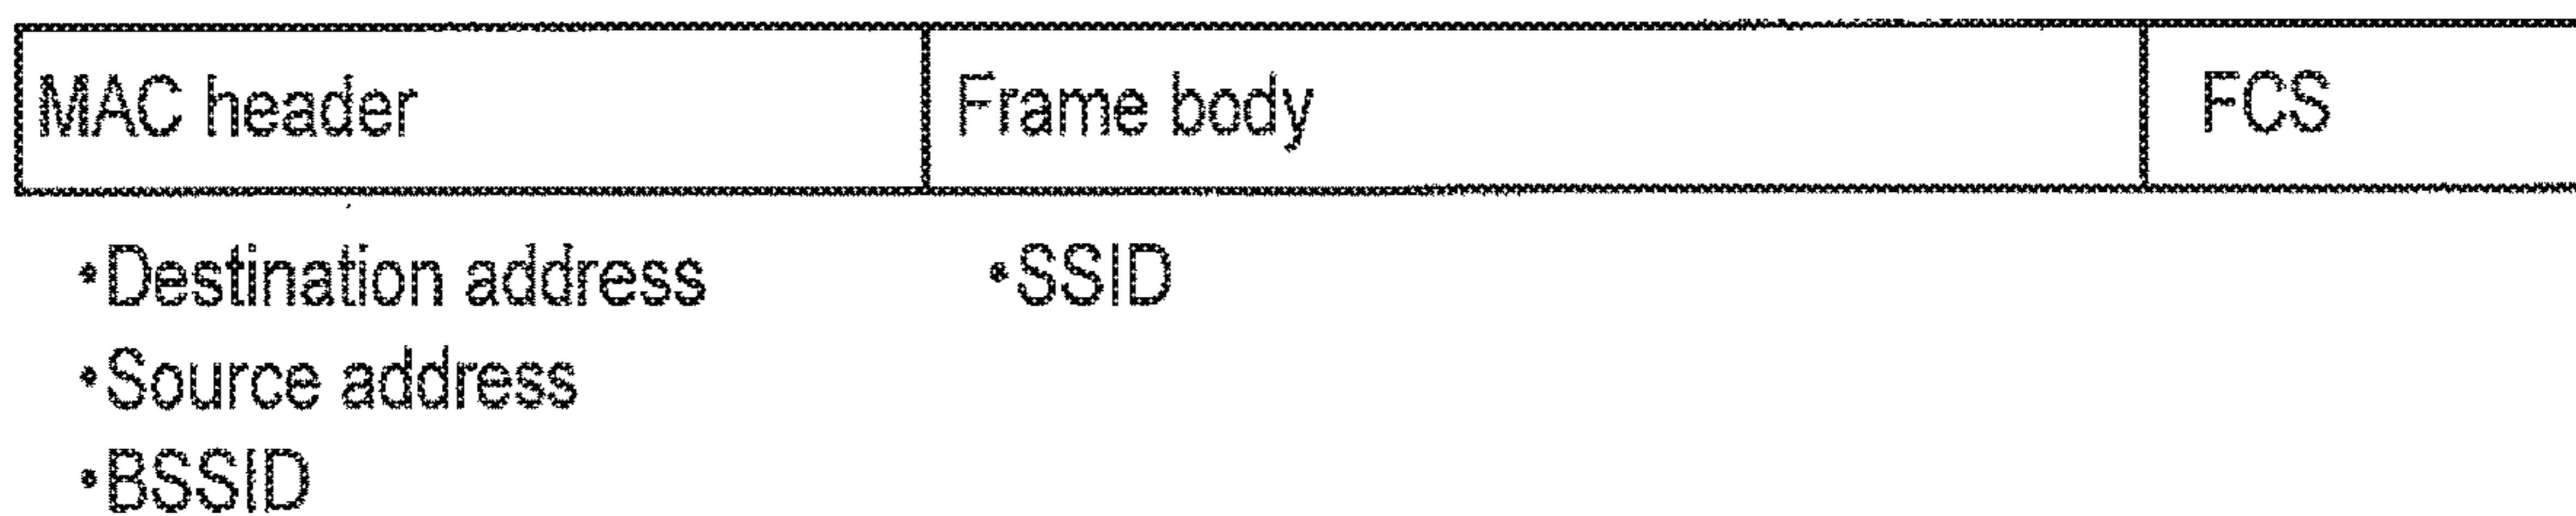 MAC header Frame body FCS
•Destination address •SSID
•Source address
•BSSID